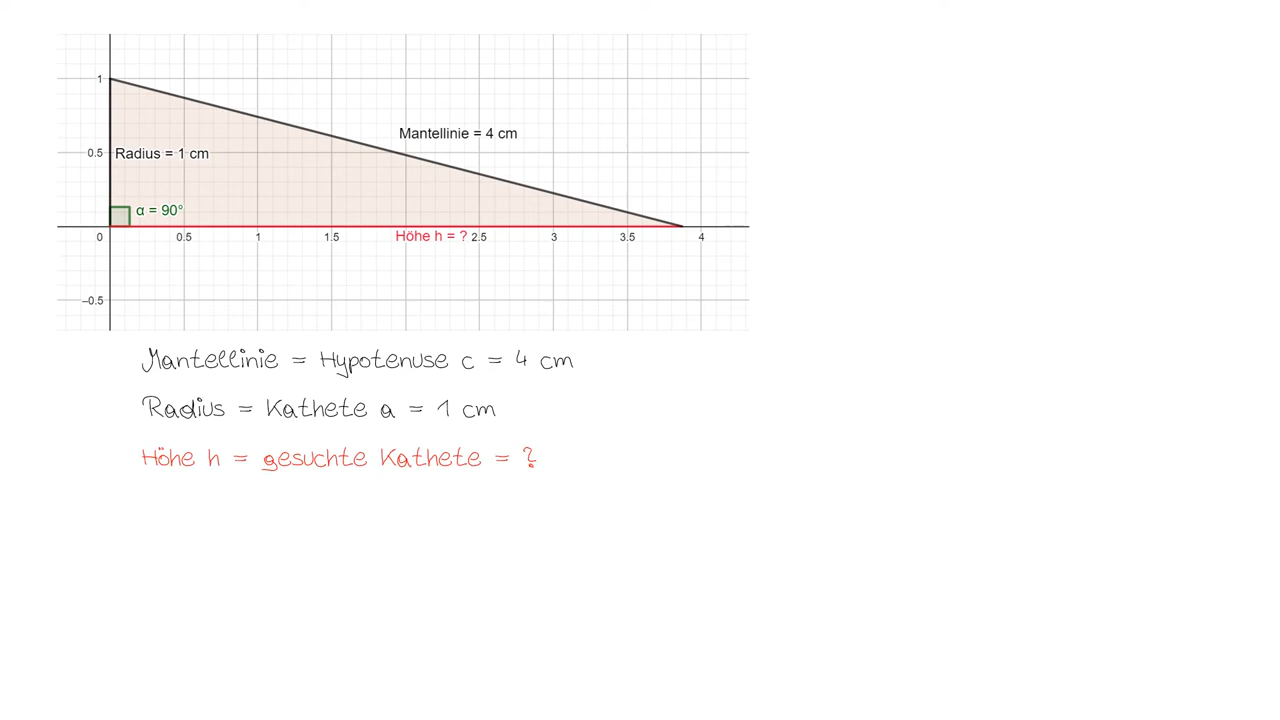 1
Mantellinie = 4 cm
0.5
Radius = 1 cm
α = 90°
0 0.5 1 1.5 Höhe h = ? 2.5 3 3.5 4
–0.5
Mantellinie = Hypotenuse c = 4 cm
Radius = Kathete a = 1 cm
Höhe h = gesuchte Kathete = ?